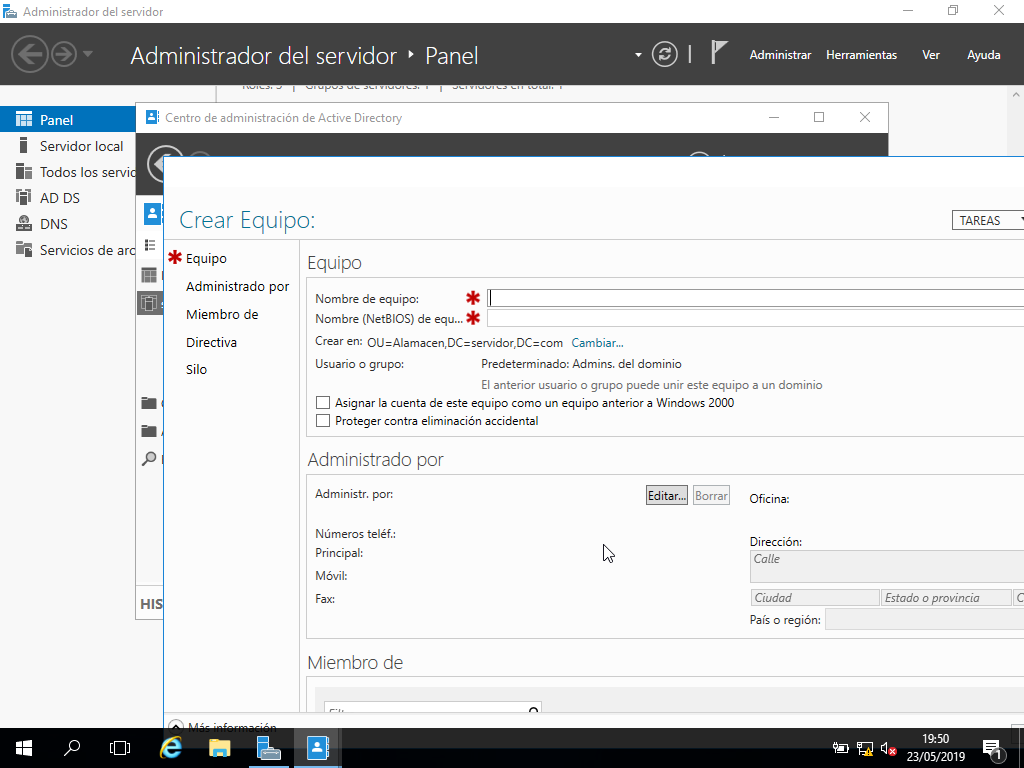 Administrador del servidor
Administrador del servidor ‣ Panel
Administrar Herramientas Ver Ayuda
Roles: 3 | Grupos de servidores: 1 | Servidores en total: 1
Panel
Servidor local
Todos los servic
AD DS
DNS
Servicios de arc
Centro de administración de Active Directory
HIS
Crear Equipo:
TAREAS
Equipo
Administrado por
Miembro de
Directiva
Silo
Equipo
Nombre de equipo:
Nombre (NetBIOS) de equ...
Crear en: OU=Alamacen,DC=servidor,DC=com Cambiar...
Usuario o grupo: Predeterminado: Admins. del dominio
El anterior usuario o grupo puede unir este equipo a un dominio
Asignar la cuenta de este equipo como un equipo anterior a Windows 2000
Proteger contra eliminación accidental
Administrado por
Administr. por: Editar... Borrar Oficina:
Números teléf.:
Principal:
Móvil:
Fax:
Dirección:
Calle
Ciudad Estado o provincia C
País o región:
Miembro de
Más información
19:50
23/05/2019
1